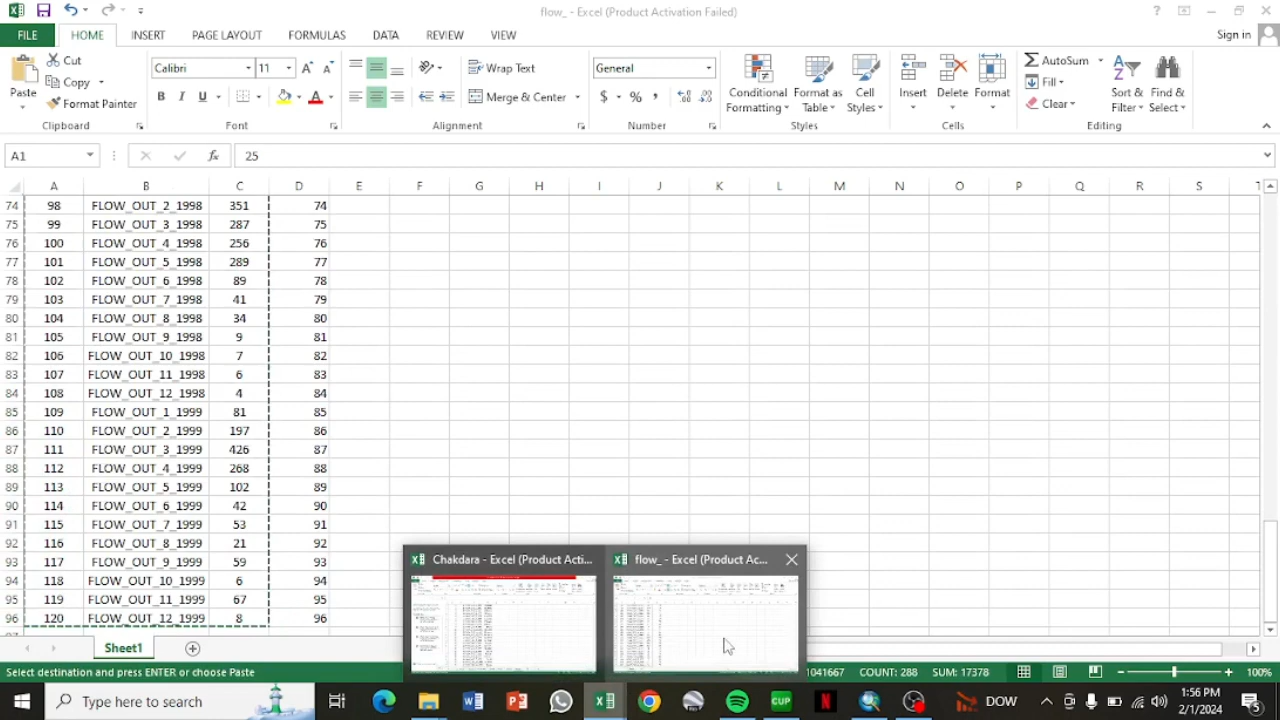 flow_ - Excel (Product Activation Failed)
FILE HOME INSERT PAGE LAYOUT FORMULAS DATA REVIEW VIEW Sign in
Cut
Copy
Format Painter
Paste
Clipboard
Calibri 11
B I U
Font
Wrap Text
Merge & Center
Alignment
General
$ % ,
Number
Conditional Formatting
Format as Table
Cell Styles
Styles
Insert Delete Format
Cells
AutoSum
Fill
Clear
Sort & Filter
Find & Select
Editing
A1 fx 25
A B C D E F G H I J K L M N O P Q R S T
74 98 FLOW_OUT_2_1998 351 74
75 99 FLOW_OUT_3_1998 287 75
76 100 FLOW_OUT_4_1998 256 76
77 101 FLOW_OUT_5_1998 289 77
78 102 FLOW_OUT_6_1998 89 78
79 103 FLOW_OUT_7_1998 41 79
80 104 FLOW_OUT_8_1998 34 80
81 105 FLOW_OUT_9_1998 9 81
82 106 FLOW_OUT_10_1998 7 82
83 107 FLOW_OUT_11_1998 6 83
84 108 FLOW_OUT_12_1998 4 84
85 109 FLOW_OUT_1_1999 81 85
86 110 FLOW_OUT_2_1999 197 86
87 111 FLOW_OUT_3_1999 426 87
88 112 FLOW_OUT_4_1999 268 88
89 113 FLOW_OUT_5_1999 102 89
90 114 FLOW_OUT_6_1999 42 90
91 115 FLOW_OUT_7_1999 53 91
92 116 FLOW_OUT_8_1999 21 92
93 117 FLOW_OUT_9_1999 59 93
94 118 FLOW_OUT_10_1999 6 94
95 119 FLOW_OUT_11_1999 67 95
96 120 FLOW_OUT_12_1999 8 96
Chakdara - Excel (Product Acti...
flow_ - Excel (Product Ac...
Sheet1
Select destination and press ENTER or choose Paste
1041667 COUNT: 288 SUM: 17378 100%
Type here to search
CUP
DOW
1:56 PM
2/1/2024
5